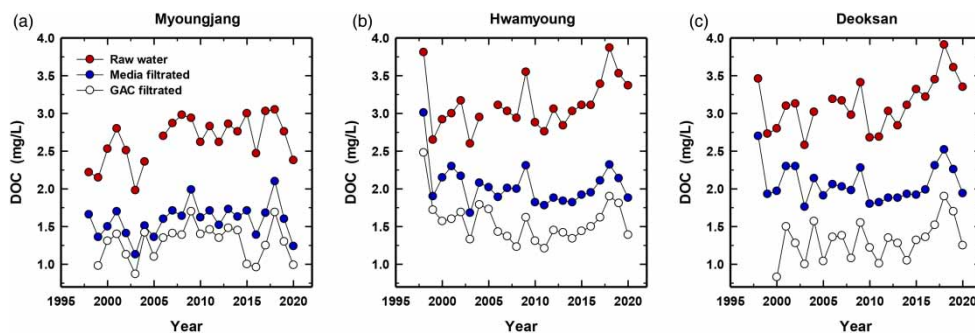 (a) Myoungjang
(b) Hwamyoung
(c) Deoksan
DOC (mg/L)
4.0
3.5
3.0
2.5
2.0
1.5
1.0
Raw water
Media filtrated
GAC filtrated
1995 2000 2005 2010 2015 2020
Year
DOC (mg/L)
4.0
3.5
3.0
2.5
2.0
1.5
1.0
1995 2000 2005 2010 2015 2020
Year
DOC (mg/L)
4.0
3.5
3.0
2.5
2.0
1.5
1.0
1995 2000 2005 2010 2015 2020
Year